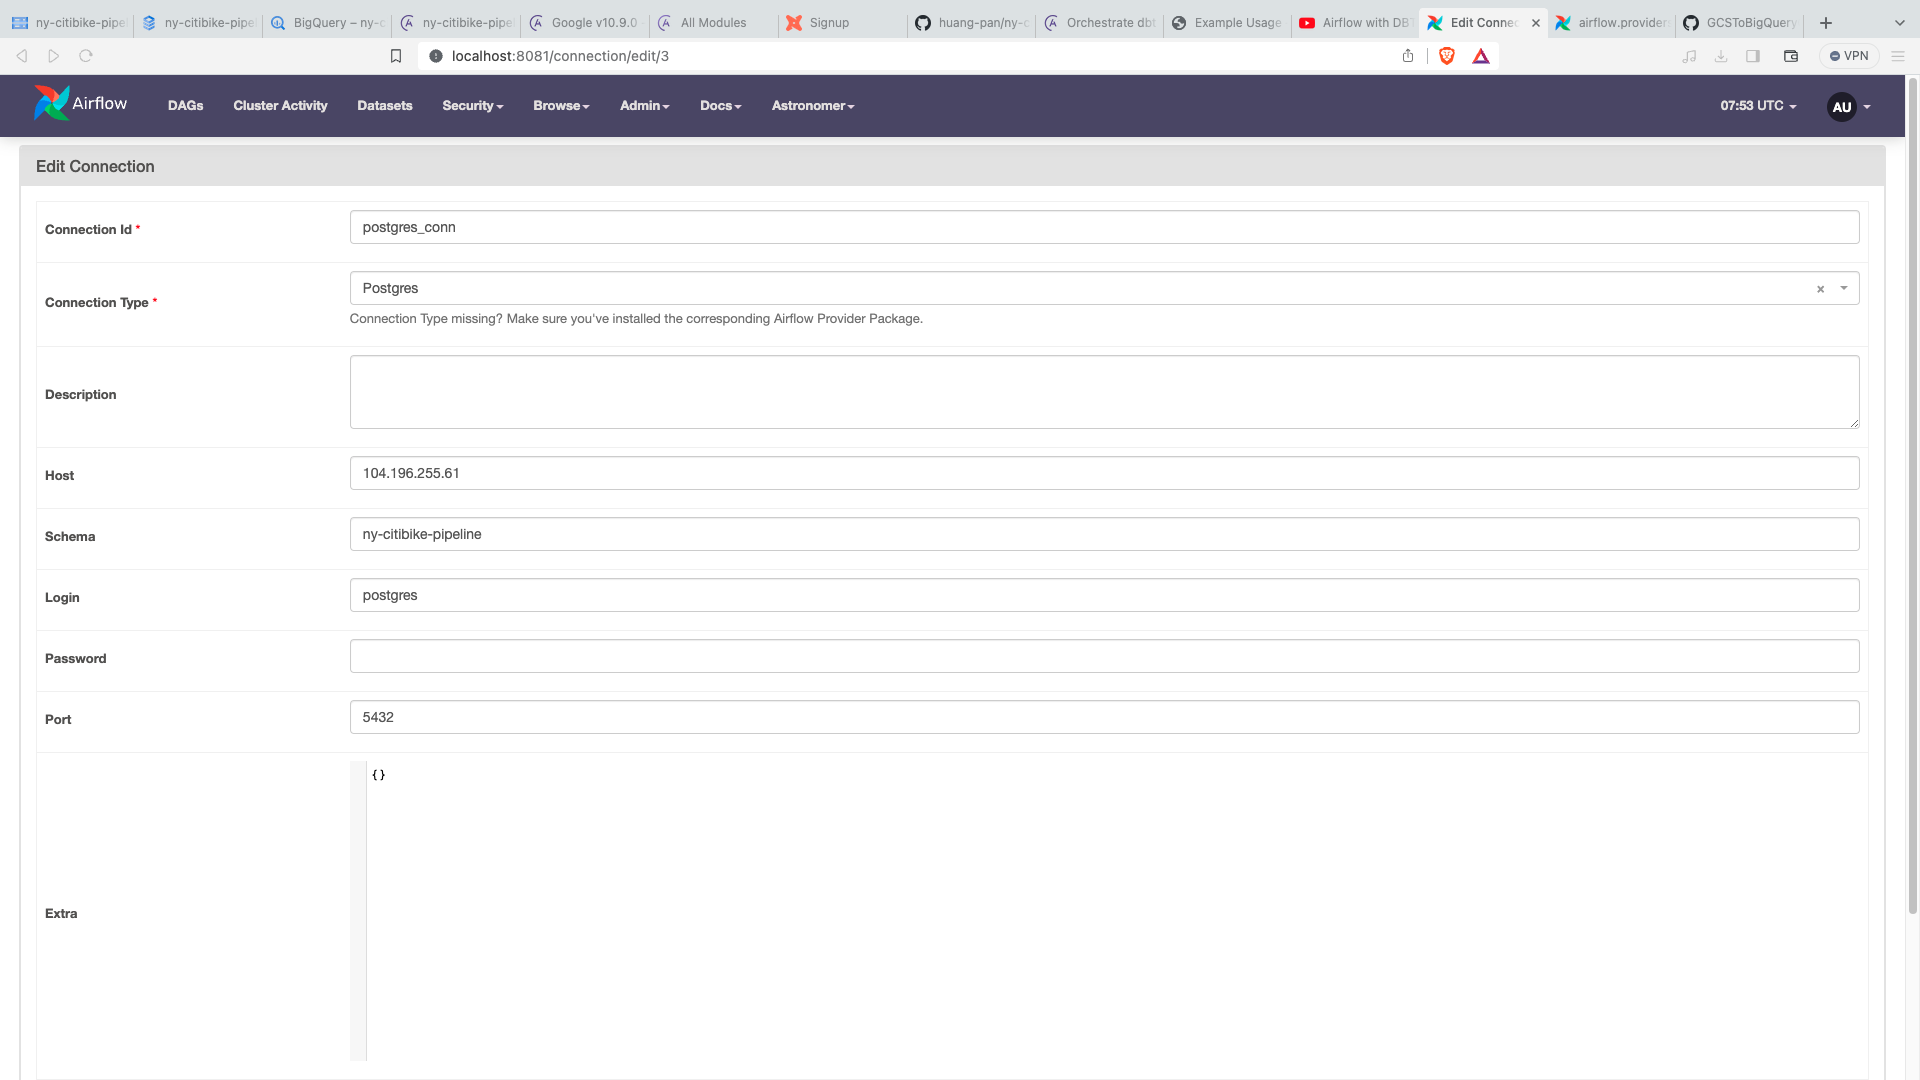 ny-citibike-pipel
ny-citibike-pipel
BigQuery – ny-c
ny-citibike-pipel
Google v10.9.0
All Modules
Signup
huang-pan/ny-c
Orchestrate dbt
Example Usage
Airflow with DBT
Edit Connec
airflow.provider
GCSToBigQuery
localhost:8081/connection/edit/3
VPN
Airflow
DAGs
Cluster Activity
Datasets
Security
Browse
Admin
Docs
Astronomer
07:53 UTC
AU
Edit Connection
Connection Id *
postgres_conn
Connection Type *
Postgres
Connection Type missing? Make sure you've installed the corresponding Airflow Provider Package.
Description
Host
104.196.255.61
Schema
ny-citibike-pipeline
Login
postgres
Password
Port
5432
Extra
{}